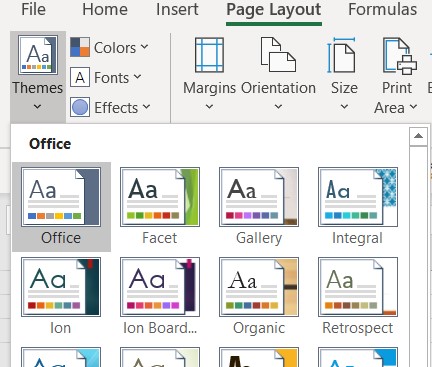 File Home Insert Page Layout Formulas
Colors
Fonts
Effects
Themes
Margins Orientation Size Print
Area
Office
Aa Aa Aa Aa
Office Facet Gallery Integral
Aa Aa Aa Aa
Ion Ion Board... Organic Retrospect